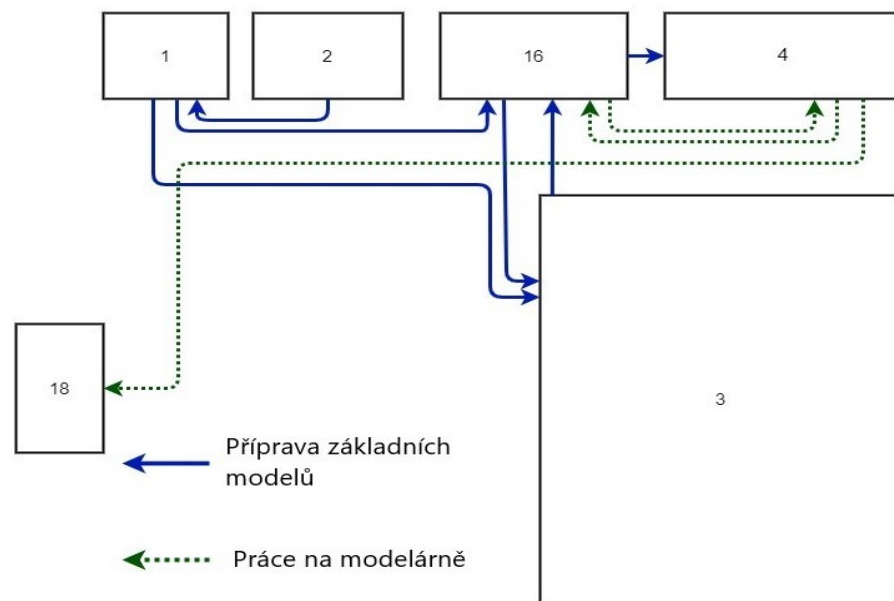 1
2
16
4
3
18
Příprava základních
modelů
Práce na modelárně